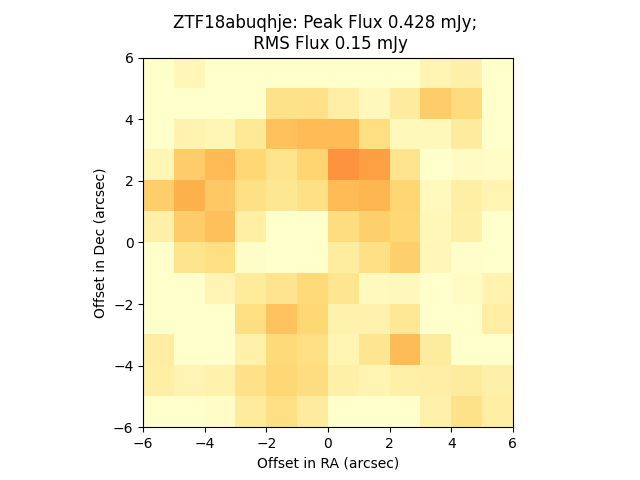 ZTF18abuqhje: Peak Flux 0.428 mJy;
RMS Flux 0.15 mJy
6
4
2
0
−2
−4
−6
Offset in Dec (arcsec)
−6 −4 −2 0 2 4 6
Offset in RA (arcsec)